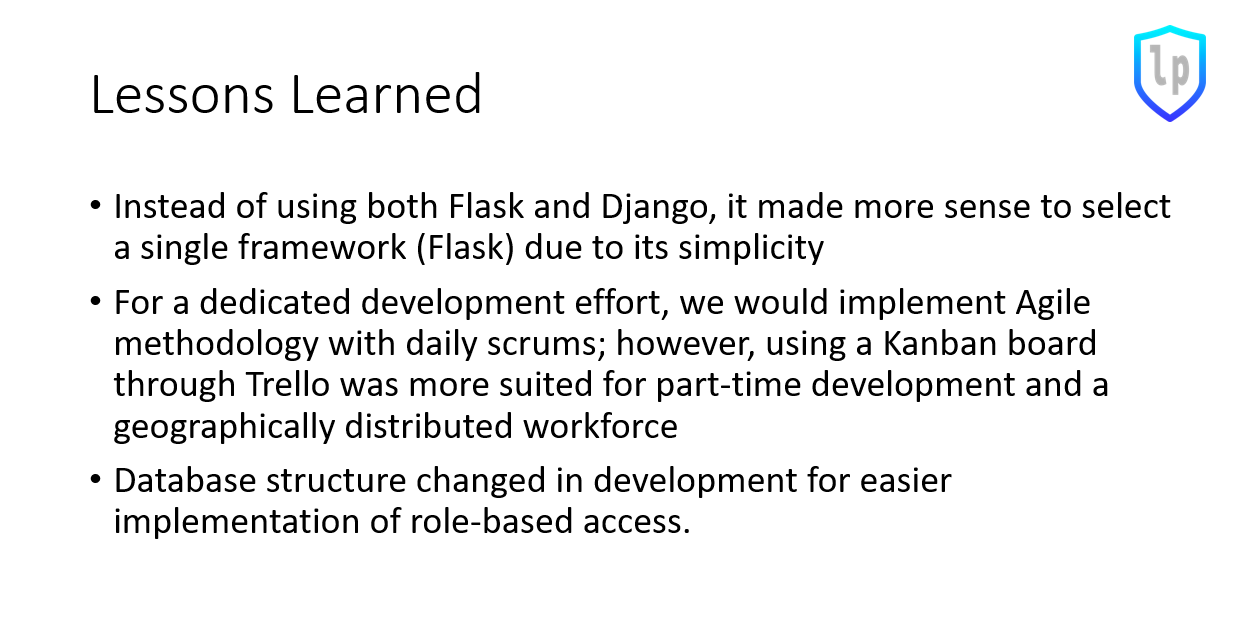 lp
Lessons Learned
• Instead of using both Flask and Django, it made more sense to select
a single framework (Flask) due to its simplicity
• For a dedicated development effort, we would implement Agile
methodology with daily scrums; however, using a Kanban board
through Trello was more suited for part-time development and a
geographically distributed workforce
• Database structure changed in development for easier
implementation of role-based access.